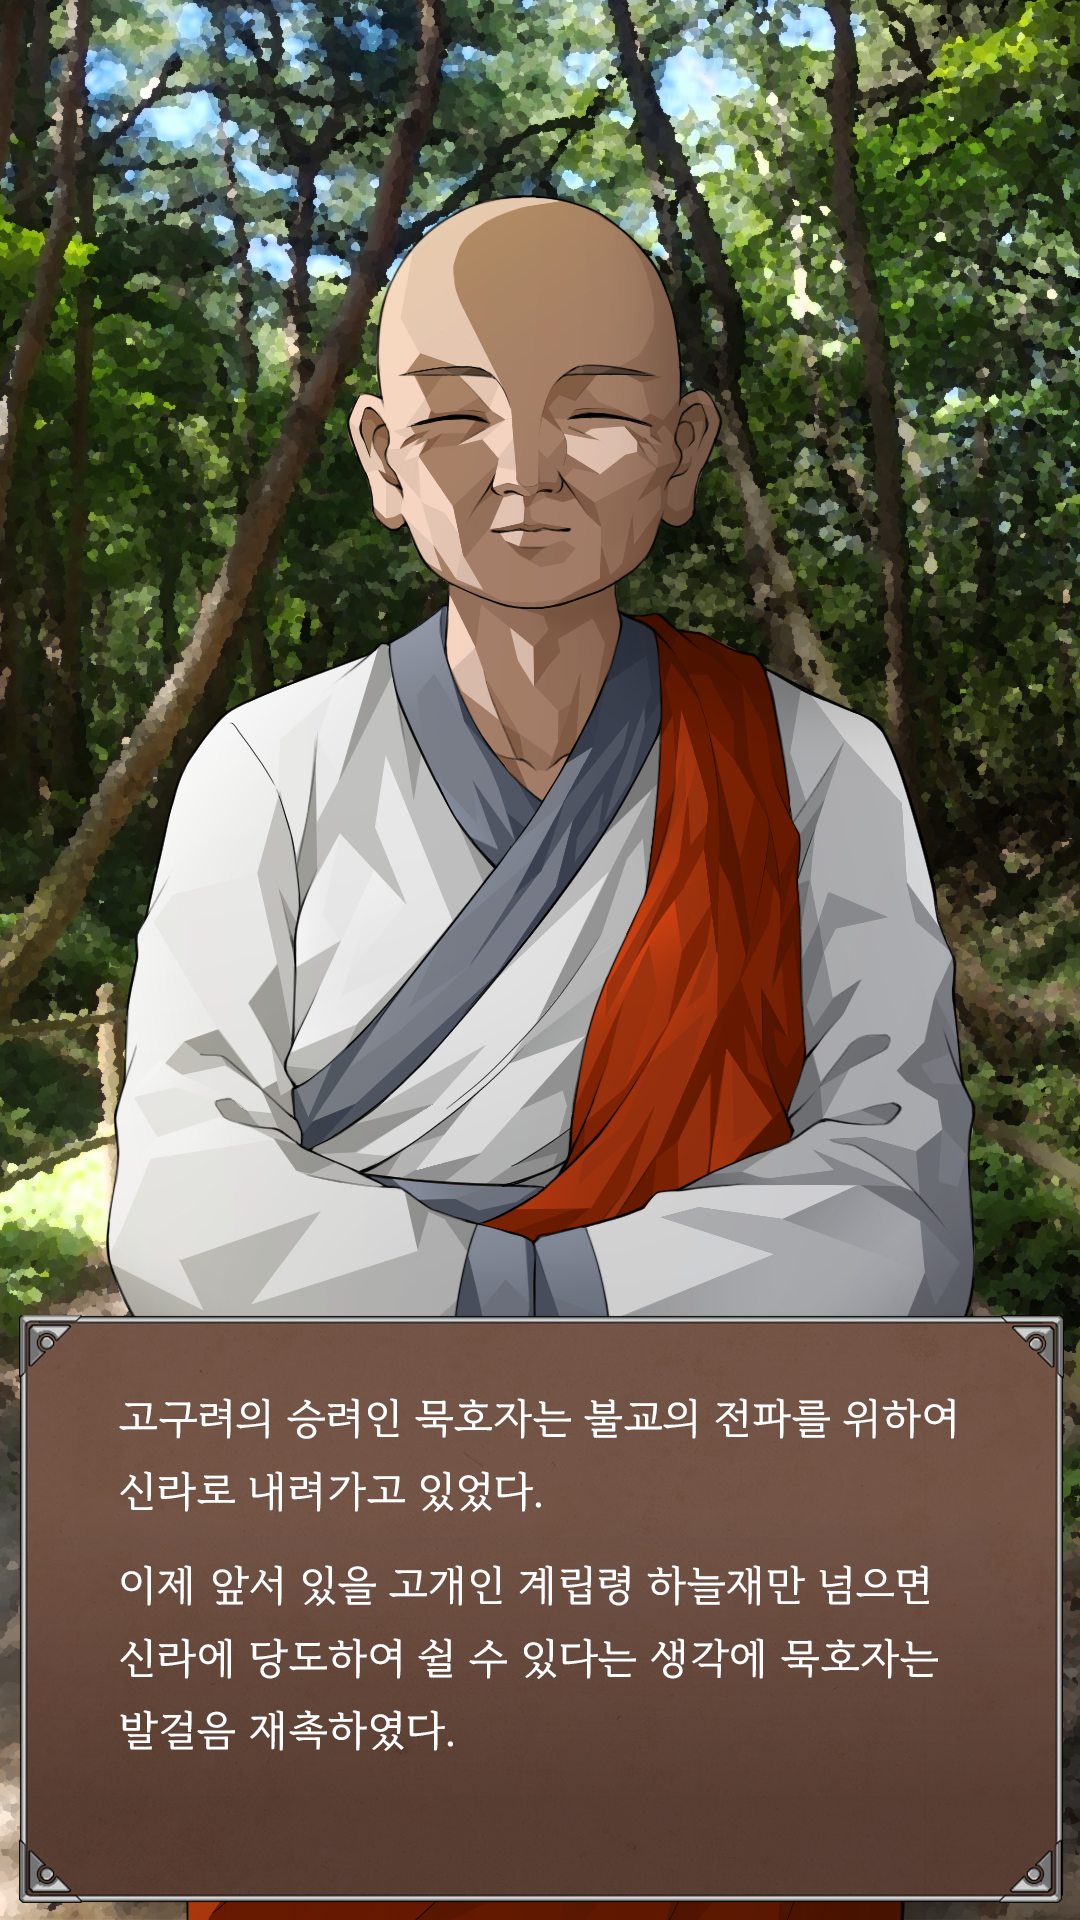 고구려의 승려인 묵호자는 불교의 전파를 위하여
신라로 내려가고 있었다.
이제 앞서 있을 고개인 계립령 하늘재만 넘으면
신라에 당도하여 쉴 수 있다는 생각에 묵호자는
발걸음 재촉하였다.